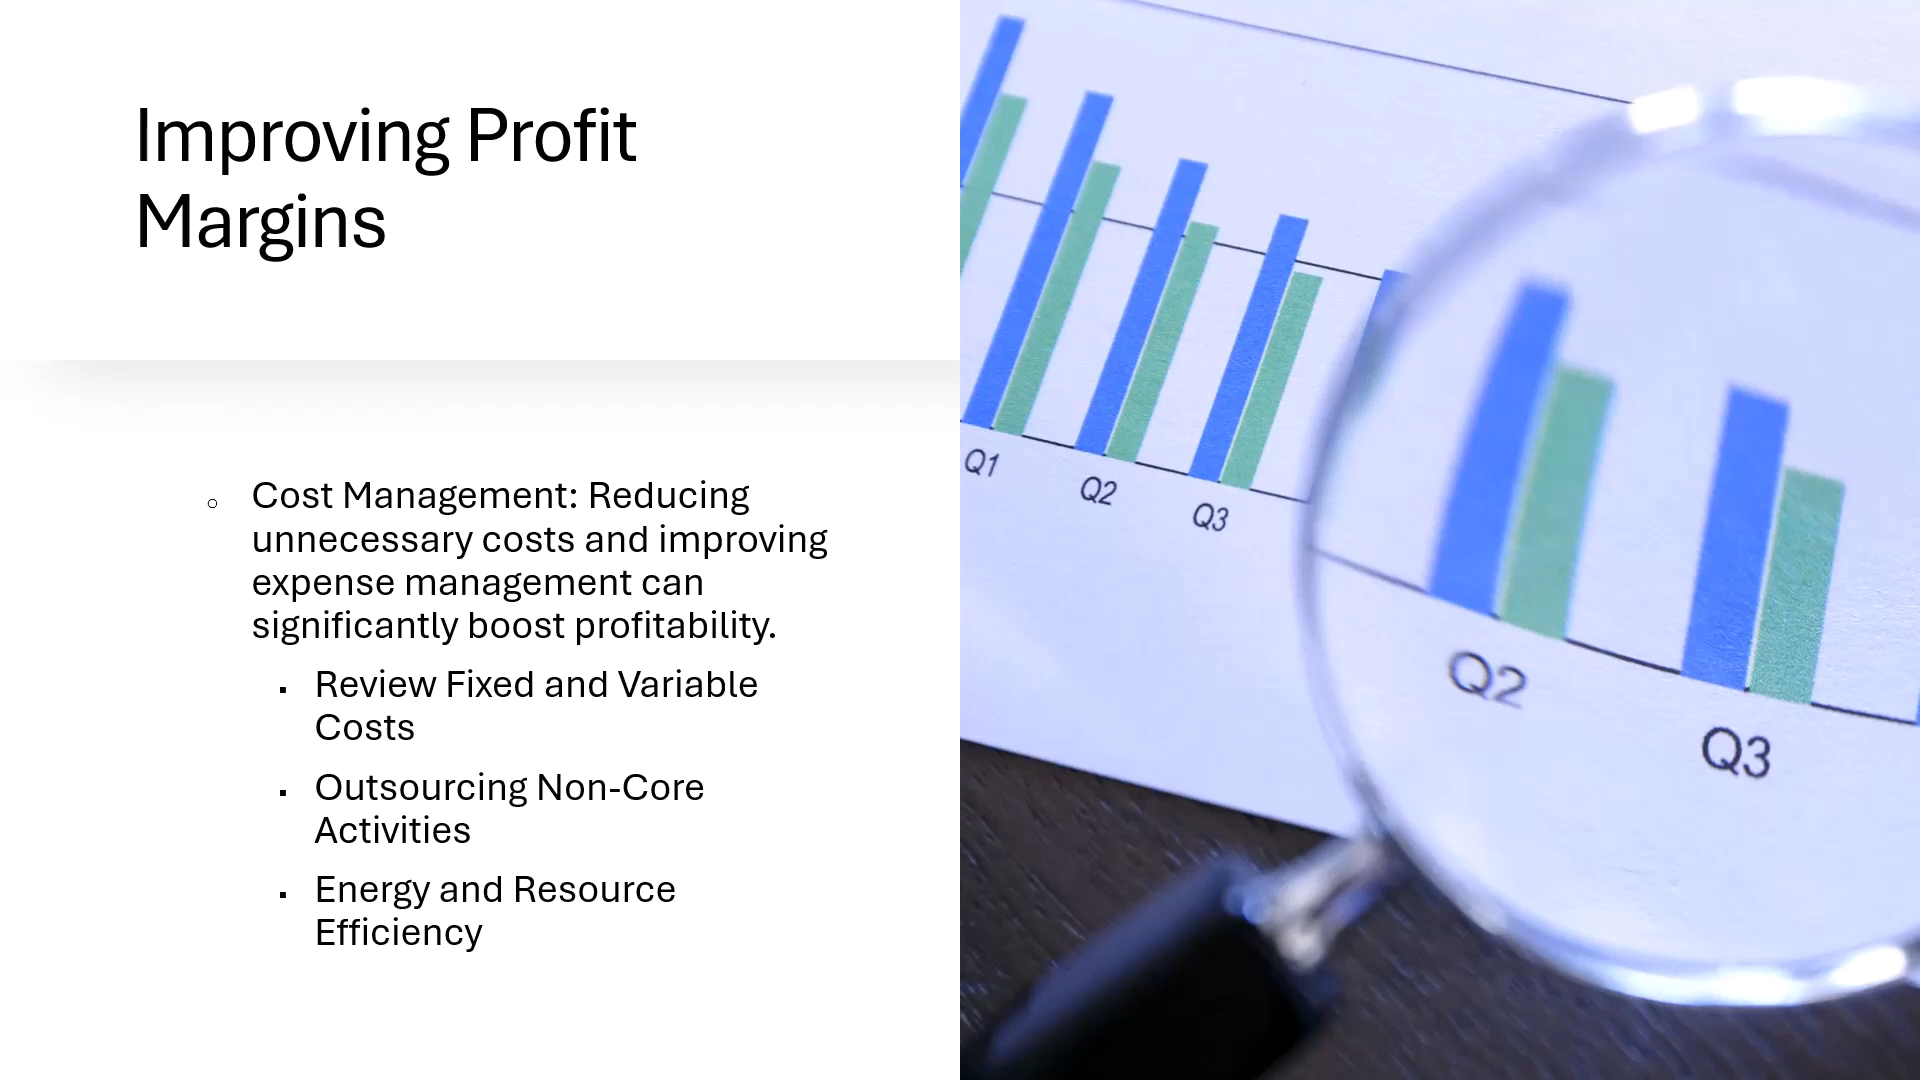 Improving Profit
Margins
Cost Management: Reducing
unnecessary costs and improving
expense management can
significantly boost profitability.
Review Fixed and Variable
Costs
Outsourcing Non-Core
Activities
Energy and Resource
Efficiency
Q1
Q2
Q3
Q2
Q3